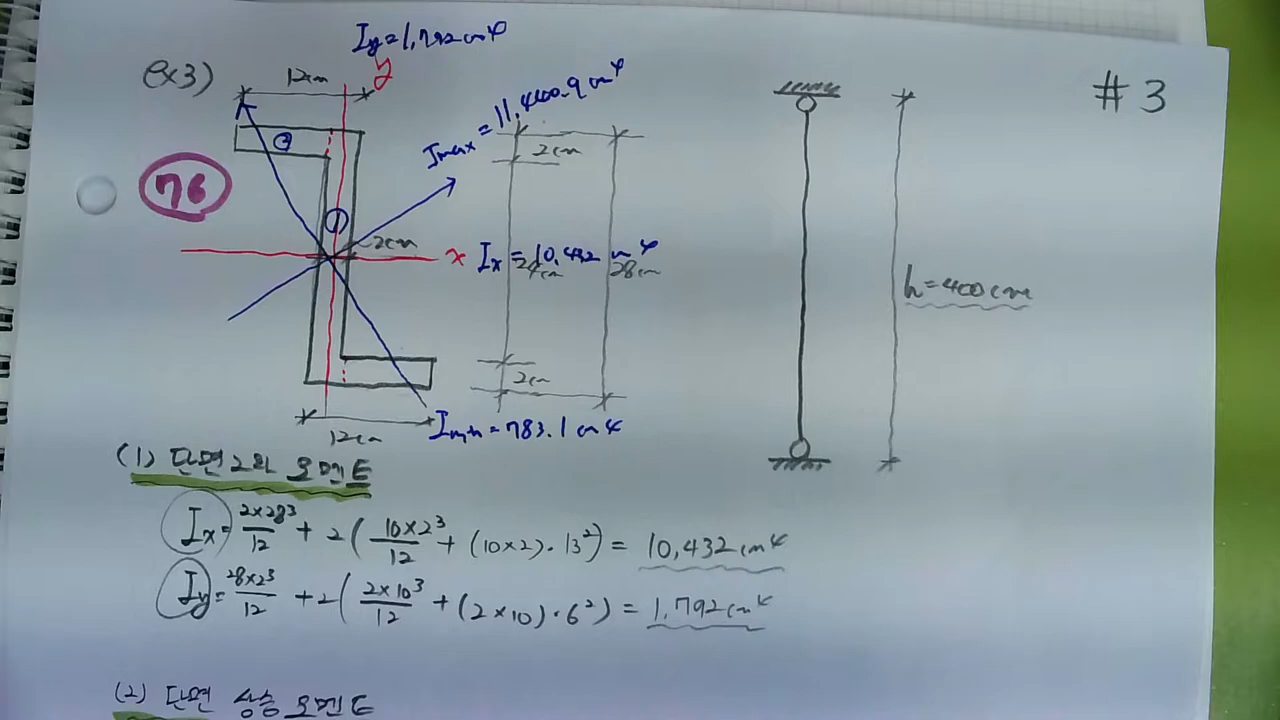 Iy=1,792cm⁴
ex3)
12cm
y
#3
Imax=11,440.9cm⁴
②
2cm
76
①
2cm
x
Ix=10,432cm⁴
24cm
28cm
h=400cm
2cm
12cm
Imin=783.1cm⁴
(1) 단면2차 모멘트
Ix= 2×28³/12 + 2(10×2³/12 + (10×2)·13²) = 10,432cm⁴
Iy= 28×2³/12 + 2(2×10³/12 + (2×10)·6²) = 1,792cm⁴
(2) 단면 상승 모멘트